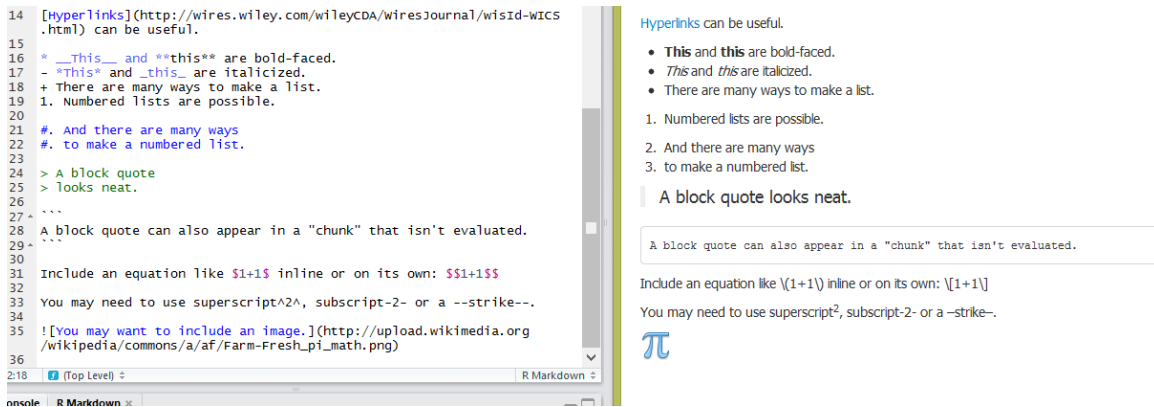 14 [Hyperlinks](http://wires.wiley.com/wileyCDA/WiresJournal/wisId-WICS
.html) can be useful.
15
16 * __This__ and **this** are bold-faced.
17 - *This* and _this_ are italicized.
18 + There are many ways to make a list.
19 1. Numbered lists are possible.
20
21 #. And there are many ways
22 #. to make a numbered list.
23
24 > A block quote
25 > looks neat.
26
27 ```
28 A block quote can also appear in a "chunk" that isn't evaluated.
29 ```
30
31 Include an equation like $1+1$ inline or on its own: $$1+1$$
32
33 You may need to use superscript^2^, subscript-2- or a --strike--.
34
35 ![You may want to include an image.](http://upload.wikimedia.org
/wikipedia/commons/a/af/Farm-Fresh_pi_math.png)
36
2:18 (Top Level) R Markdown
onsole R Markdown ×
Hyperlinks can be useful.
• This and this are bold-faced.
• This and this are italicized.
• There are many ways to make a list.
1. Numbered lists are possible.
2. And there are many ways
3. to make a numbered list.
A block quote looks neat.
A block quote can also appear in a "chunk" that isn't evaluated.
Include an equation like \(1+1\) inline or on its own: \[1+1\]
You may need to use superscript², subscript-2- or a –strike–.
π